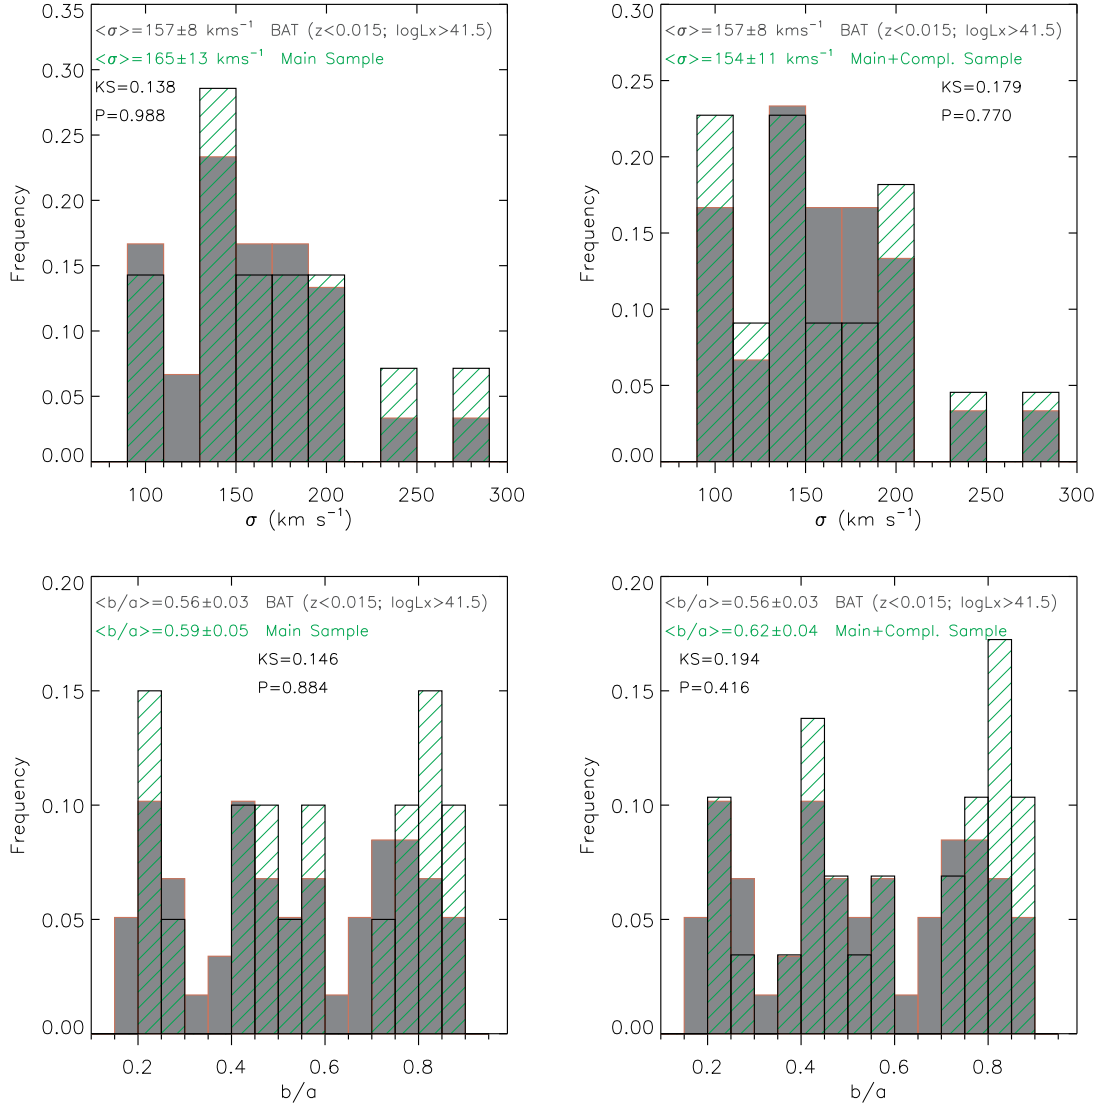 <σ>=157±8 kms⁻¹ BAT (z<0.015; logLx>41.5)
<σ>=165±13 kms⁻¹ Main Sample
KS=0.138
P=0.988
0.35
0.30
0.25
0.20
0.15
0.10
0.05
0.00
Frequency
100 150 200 250 300
σ (km s⁻¹)
<σ>=157±8 kms⁻¹ BAT (z<0.015; logLx>41.5)
<σ>=154±11 kms⁻¹ Main+Compl. Sample
KS=0.179
P=0.770
0.30
0.25
0.20
0.15
0.10
0.05
0.00
Frequency
100 150 200 250 300
σ (km s⁻¹)
<b/a>=0.56±0.03 BAT (z<0.015; logLx>41.5)
<b/a>=0.59±0.05 Main Sample
KS=0.146
P=0.884
0.20
0.15
0.10
0.05
0.00
Frequency
0.2 0.4 0.6 0.8
b/a
<b/a>=0.56±0.03 BAT (z<0.015; logLx>41.5)
<b/a>=0.62±0.04 Main+Compl. Sample
KS=0.194
P=0.416
0.20
0.15
0.10
0.05
0.00
Frequency
0.2 0.4 0.6 0.8
b/a